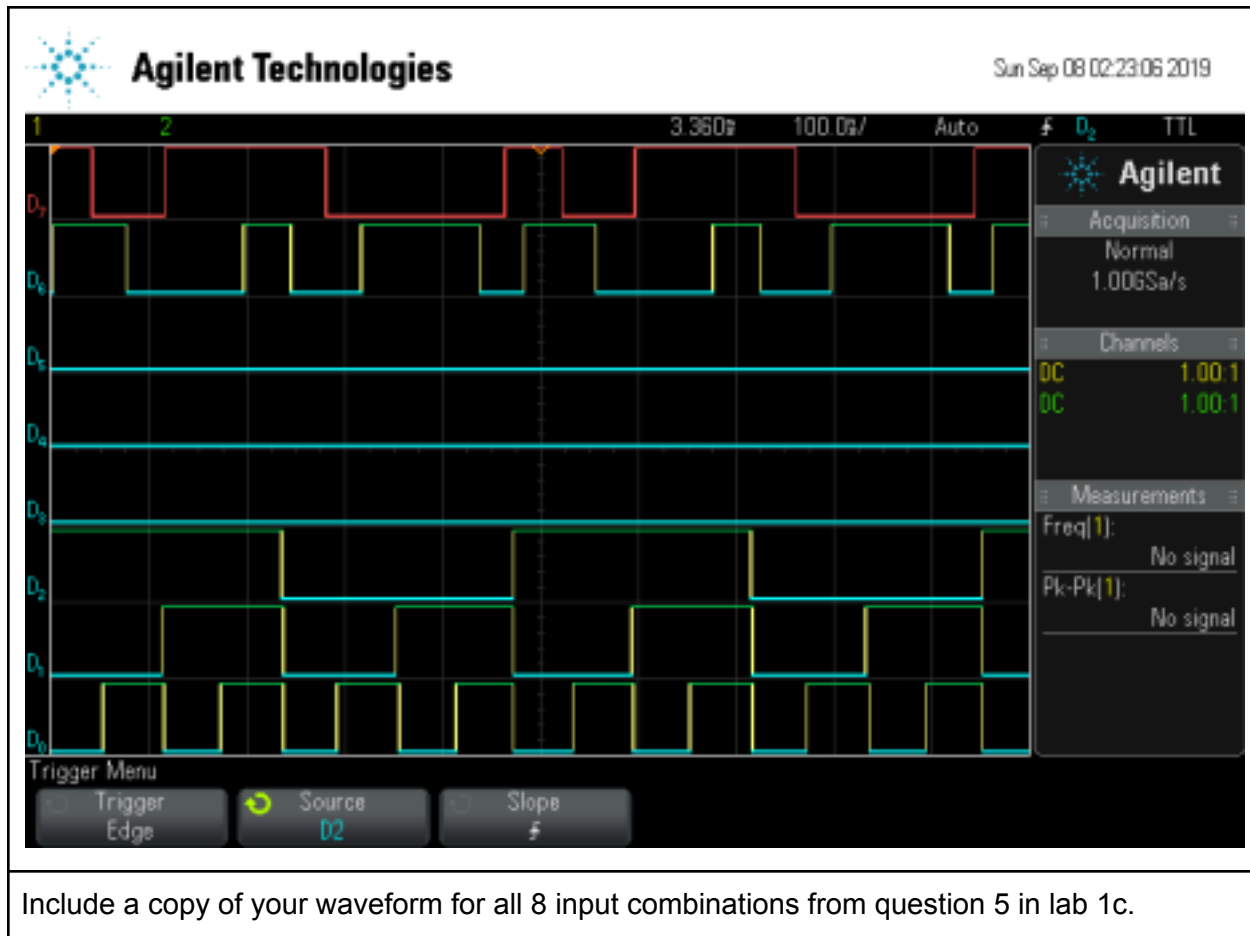 Agilent Technologies
Sun Sep 08 02:23:06 2019
1 2 100.0 / Auto D2 TTL
Agilent
D7
Acquisition
Normal
1.00GSa/s
D6
Channels
D5
DC 1.00:1
DC 1.00:1
D4
D3
Measurements
Freq(1):
No signal
D2
Pk-Pk(1):
No signal
D1
D0
Trigger Menu
Trigger Source Slope
Edge D2
Include a copy of your waveform for all 8 input combinations from question 5 in lab 1c.